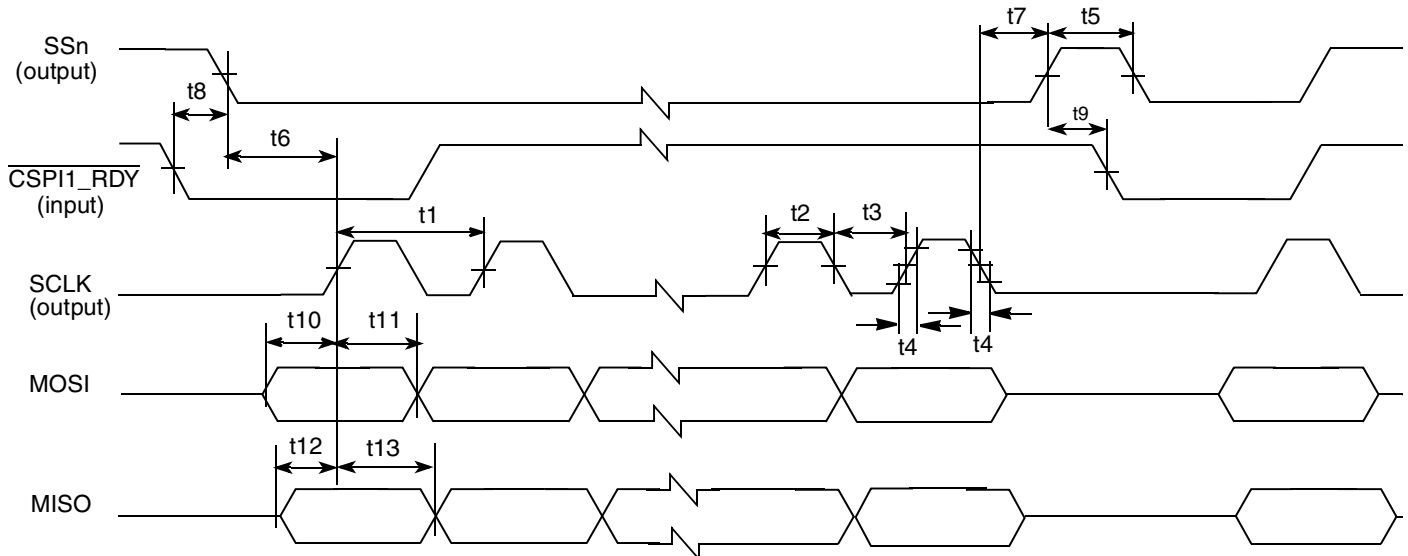 SSn
(output)
t7
t5
t8
t9
t6
CSPI1_RDY
(input)
t1
t2
t3
SCLK
(output)
t4
t4
t10
t11
MOSI
t12
t13
MISO